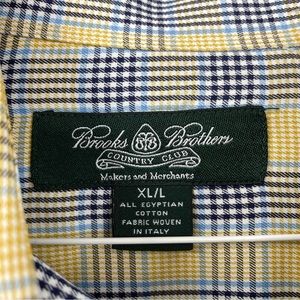 Brooks Brothers
COUNTRY CLUB
Makers and Merchants
XL/L
ALL EGYPTIAN
COTTON
FABRIC WOVEN
IN ITALY